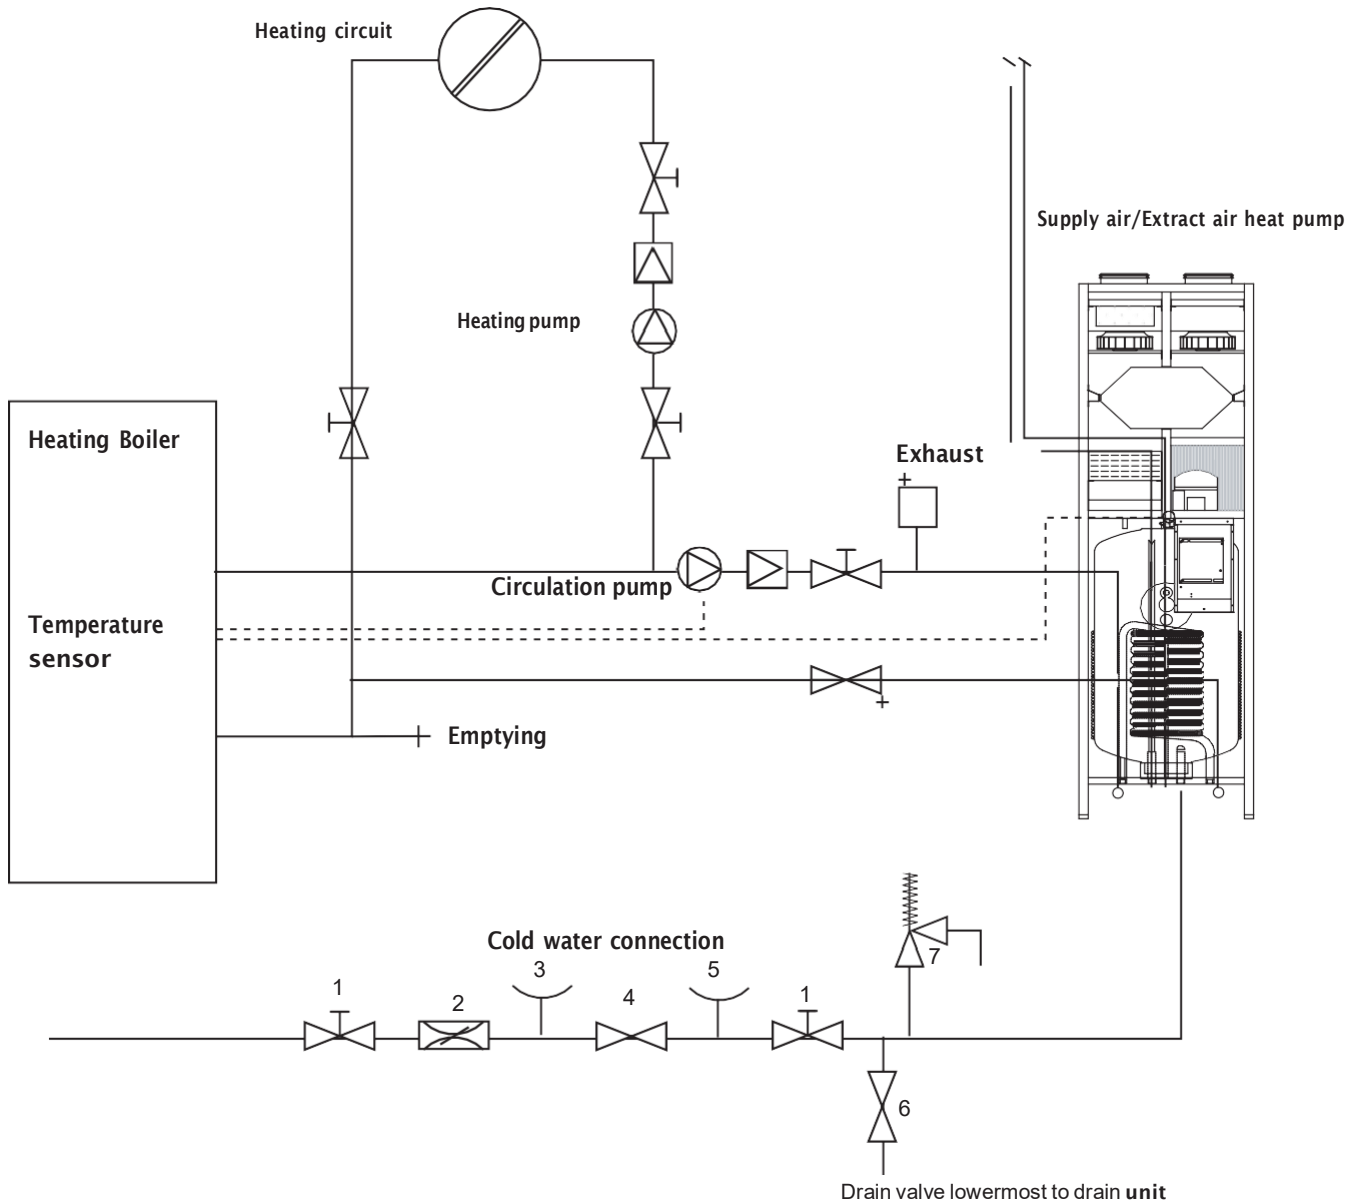 Heating circuit
Supply air/Extract air heat pump
Heating pump
Heating Boiler
Exhaust
Circulation pump
Temperature
sensor
Emptying
Cold water connection
1
2
3
4
5
1
7
6
Drain valve lowermost to drain unit